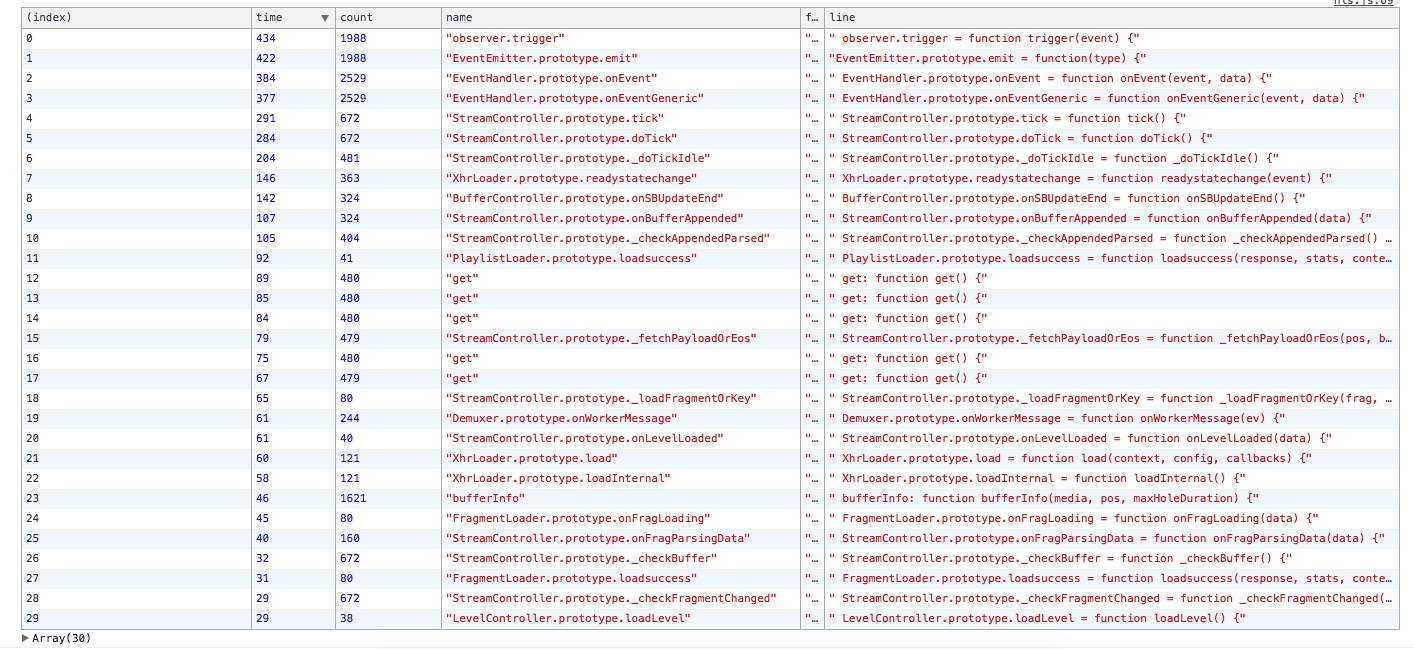 hls.js:69
(index) time ▼ count name f… line
0 434 1988 "observer.trigger" "… " observer.trigger = function trigger(event) {"
1 422 1988 "EventEmitter.prototype.emit" "… "EventEmitter.prototype.emit = function(type) {"
2 384 2529 "EventHandler.prototype.onEvent" "… " EventHandler.prototype.onEvent = function onEvent(event, data) {"
3 377 2529 "EventHandler.prototype.onEventGeneric" "… " EventHandler.prototype.onEventGeneric = function onEventGeneric(event, data) {"
4 291 672 "StreamController.prototype.tick" "… " StreamController.prototype.tick = function tick() {"
5 284 672 "StreamController.prototype.doTick" "… " StreamController.prototype.doTick = function doTick() {"
6 204 481 "StreamController.prototype._doTickIdle" "… " StreamController.prototype._doTickIdle = function _doTickIdle() {"
7 146 363 "XhrLoader.prototype.readystatechange" "… " XhrLoader.prototype.readystatechange = function readystatechange(event) {"
8 142 324 "BufferController.prototype.onSBUpdateEnd" "… " BufferController.prototype.onSBUpdateEnd = function onSBUpdateEnd() {"
9 107 324 "StreamController.prototype.onBufferAppended" "… " StreamController.prototype.onBufferAppended = function onBufferAppended(data) {"
10 105 404 "StreamController.prototype._checkAppendedParsed" "… " StreamController.prototype._checkAppendedParsed = function _checkAppendedParsed() …
11 92 41 "PlaylistLoader.prototype.loadsuccess" "… " PlaylistLoader.prototype.loadsuccess = function loadsuccess(response, stats, conte…
12 89 480 "get" "… " get: function get() {"
13 85 480 "get" "… " get: function get() {"
14 84 480 "get" "… " get: function get() {"
15 79 479 "StreamController.prototype._fetchPayloadOrEos" "… " StreamController.prototype._fetchPayloadOrEos = function _fetchPayloadOrEos(pos, b…
16 75 480 "get" "… " get: function get() {"
17 67 479 "get" "… " get: function get() {"
18 65 80 "StreamController.prototype._loadFragmentOrKey" "… " StreamController.prototype._loadFragmentOrKey = function _loadFragmentOrKey(frag, …
19 61 244 "Demuxer.prototype.onWorkerMessage" "… " Demuxer.prototype.onWorkerMessage = function onWorkerMessage(ev) {"
20 61 40 "StreamController.prototype.onLevelLoaded" "… " StreamController.prototype.onLevelLoaded = function onLevelLoaded(data) {"
21 60 121 "XhrLoader.prototype.load" "… " XhrLoader.prototype.load = function load(context, config, callbacks) {"
22 58 121 "XhrLoader.prototype.loadInternal" "… " XhrLoader.prototype.loadInternal = function loadInternal() {"
23 46 1621 "bufferInfo" "… " bufferInfo: function bufferInfo(media, pos, maxHoleDuration) {"
24 45 80 "FragmentLoader.prototype.onFragLoading" "… " FragmentLoader.prototype.onFragLoading = function onFragLoading(data) {"
25 40 160 "StreamController.prototype.onFragParsingData" "… " StreamController.prototype.onFragParsingData = function onFragParsingData(data) {"
26 32 672 "StreamController.prototype._checkBuffer" "… " StreamController.prototype._checkBuffer = function _checkBuffer() {"
27 31 80 "FragmentLoader.prototype.loadsuccess" "… " FragmentLoader.prototype.loadsuccess = function loadsuccess(response, stats, conte…
28 29 672 "StreamController.prototype._checkFragmentChanged" "… " StreamController.prototype._checkFragmentChanged = function _checkFragmentChanged(…
29 29 38 "LevelController.prototype.loadLevel" "… " LevelController.prototype.loadLevel = function loadLevel() {"
▶ Array(30)